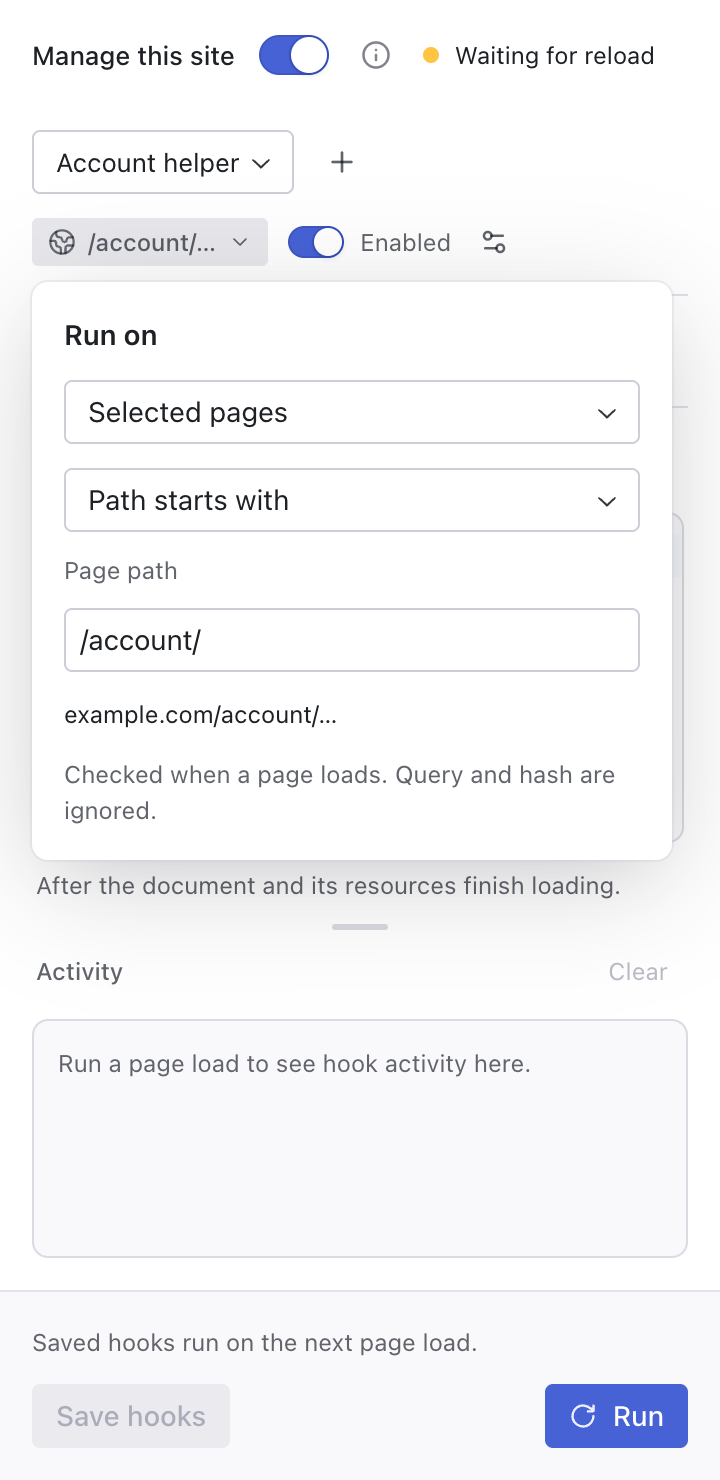 Manage this site
Waiting for reload
Account helper
/account/...
Enabled
Run on
Selected pages
Path starts with
Page path
/account/
example.com/account/...
Checked when a page loads. Query and hash are
ignored.
After the document and its resources finish loading.
Activity
Clear
Run a page load to see hook activity here.
Saved hooks run on the next page load.
Save hooks
Run